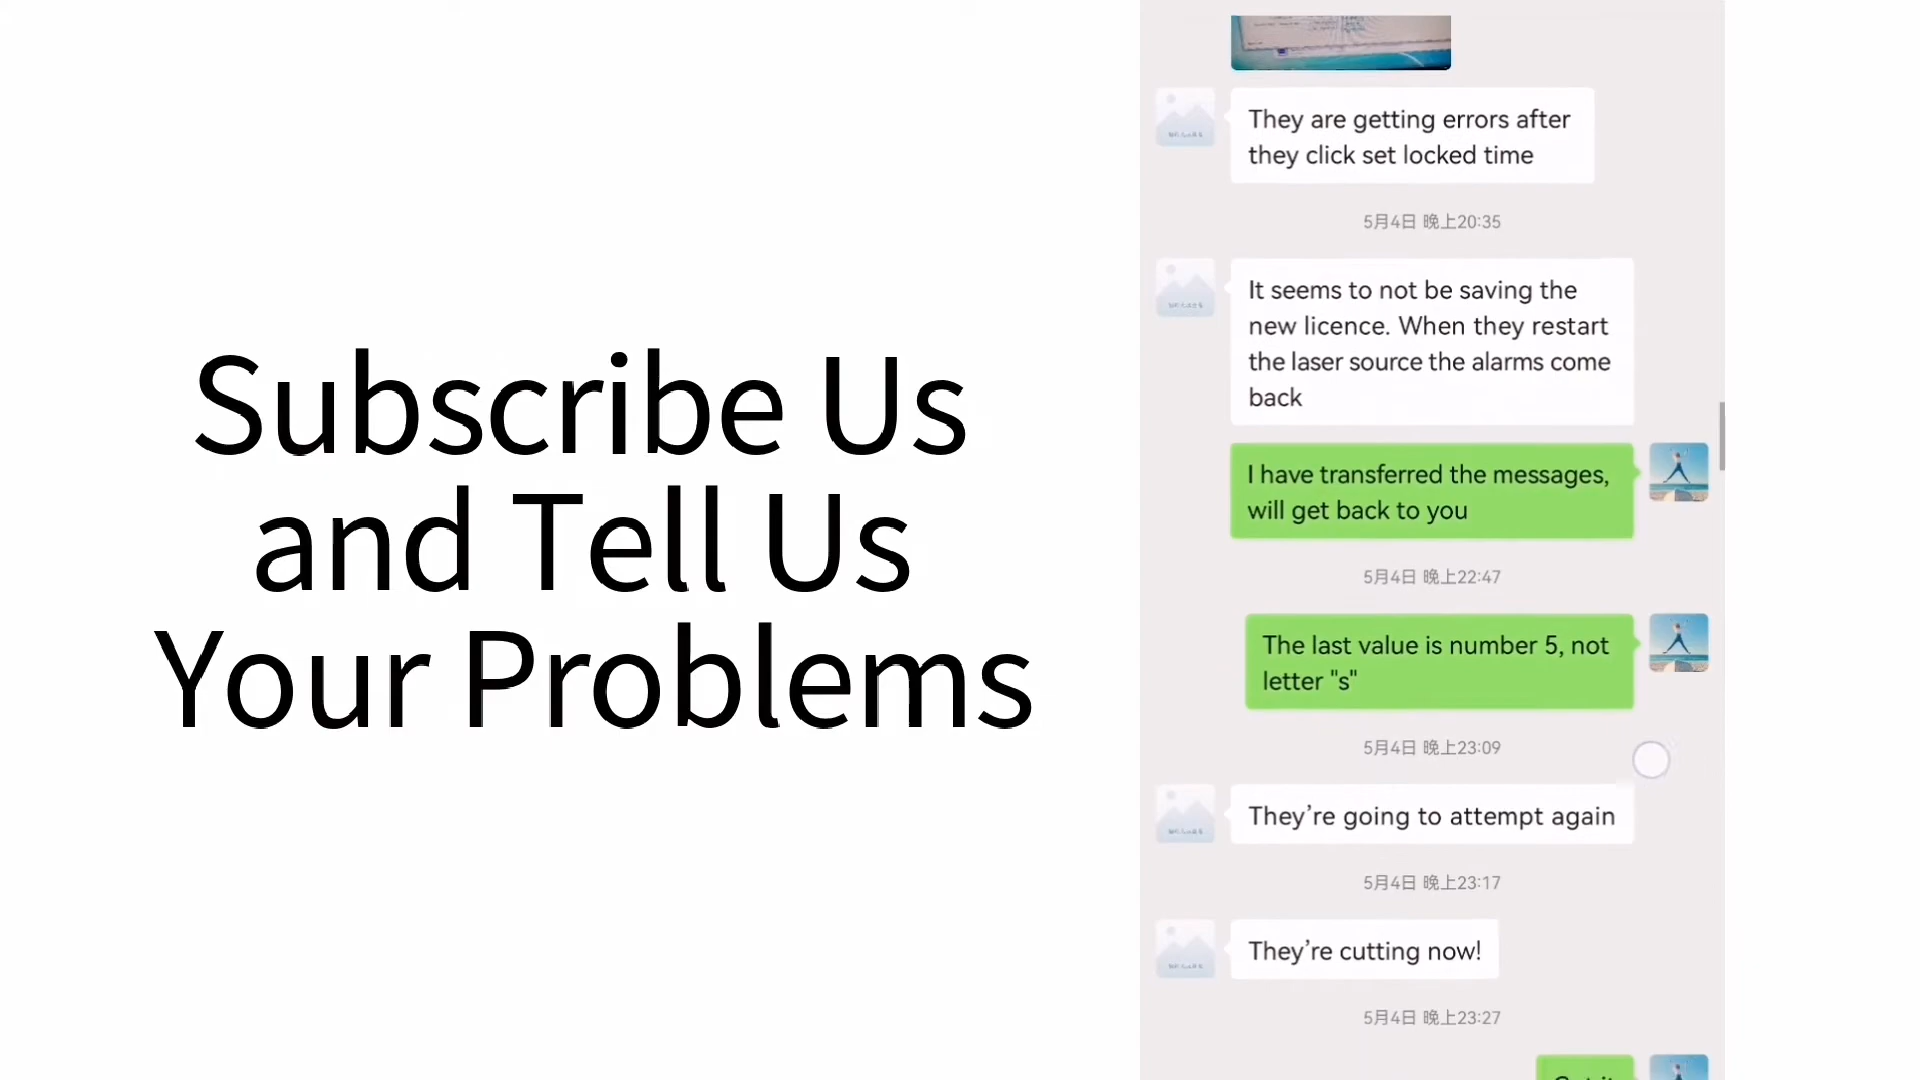 Subscribe Us
and Tell Us
Your Problems
They are getting errors after
they click set locked time
5月4日 晚上20:35
It seems to not be saving the
new licence. When they restart
the laser source the alarms come
back
I have transferred the messages,
will get back to you
5月4日 晚上22:47
The last value is number 5, not
letter "s"
5月4日 晚上23:09
They’re going to attempt again
5月4日 晚上23:17
They’re cutting now!
5月4日 晚上23:27